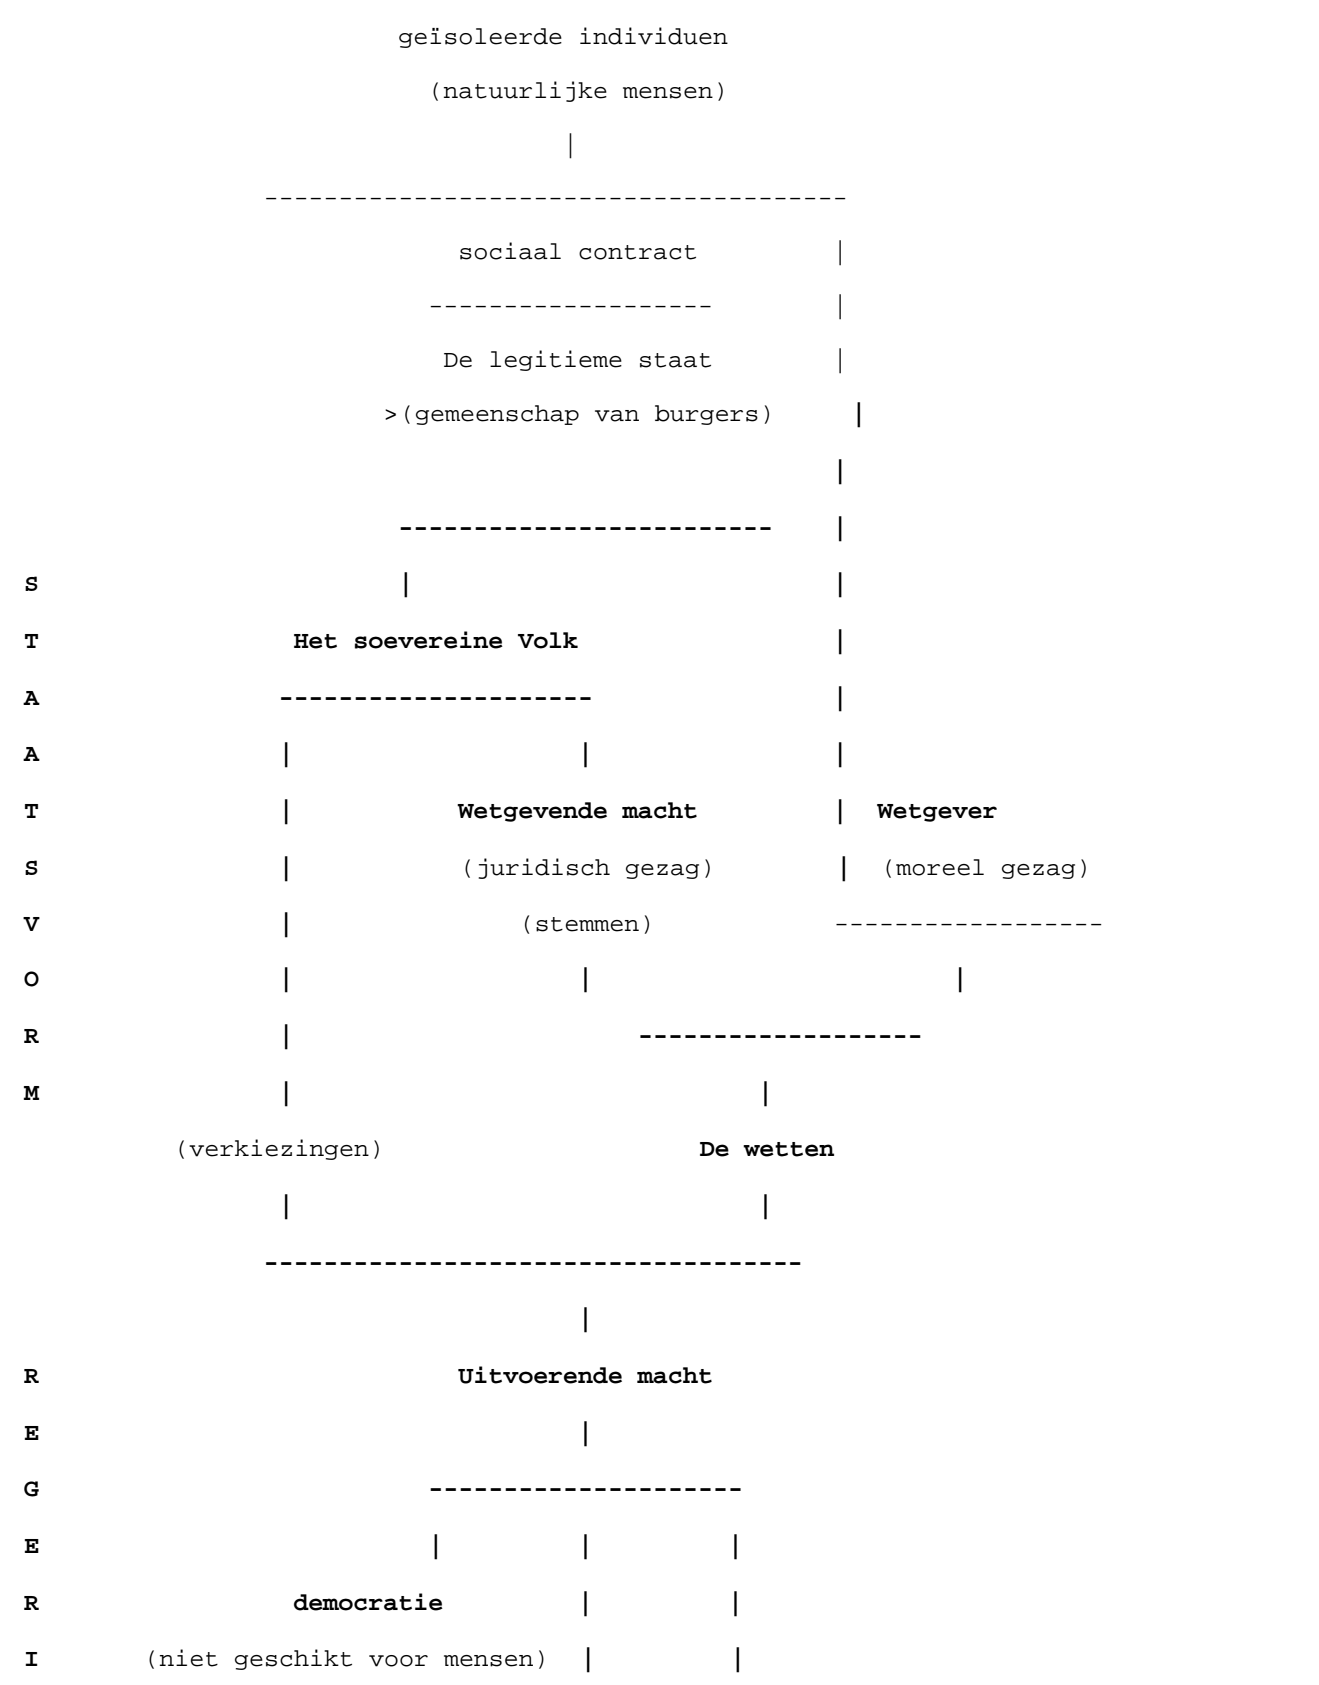 geïsoleerde individuen
(natuurlijke mensen)
|
---------------------------------------
sociaal contract |
------------------- |
De legitieme staat |
>(gemeenschap van burgers) |
|
------------------------- |
S | |
T Het soevereine Volk |
A --------------------- |
A | | |
T | Wetgevende macht | Wetgever
S | (juridisch gezag) | (moreel gezag)
V | (stemmen) ------------------
O | | |
R | -------------------
M | |
(verkiezingen) De wetten
| |
------------------------------------
|
R Uitvoerende macht
E |
G ---------------------
E | | |
R democratie | |
I (niet geschikt voor mensen) | |